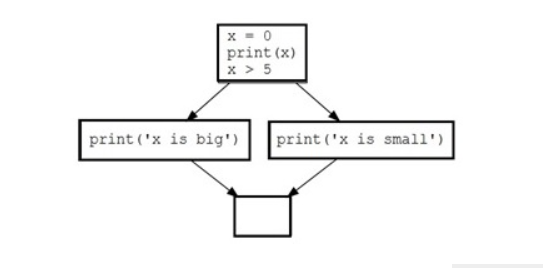 x = 0
print(x)
x > 5
print('x is big')
print('x is small')